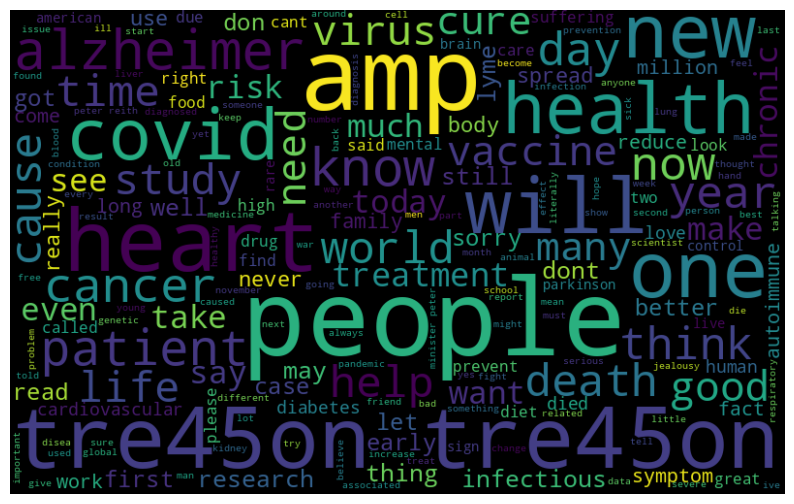 american
ill
issue
start
use
due
don
cant
around
cell
virus
cure
suffering
prevention
last
alzheimer
brain
care
become
feel
new
found
liver
got
time
right
risk
food
amp
lyme
day
spread
million
anyone
come
peter reith
diagnosed
someone
diagnosis
infection
sick
lung
health
chronic
blood
yet
keep
number
back
much
body
reduce
look
made
covid
need
said
mental
vaccine
now
condition
old
rare
thought
hand
cause
see
study
know
still
two
year
every
may
men
another
part
effect
literally
hope
week
show
second
person
best
talking
really
long
well
high
today
family
will
love
make
result
medicine
drug
find
war
month
animal
scientist
control
free
healthy
heart
world
sorry
many
one
cancer
never
treatment
dont
parkinson
better
live
autoimmune
young
going
school
report
mean
must
die
even
genetic
caused
november
take
people
next
always
minister peter
might
human
think
called
pandemic
prevent
serious
problem
patient
say
may
yes
fight
jealousy
respiratory
told
different
friend
bad
something
related
read
life
case
help
want
death
good
cardiovascular
please
diabetes
diet
died
fact
lot
let
early
sign
little
important
disea
sure
try
tre45on
tre45on
used
global
man
kidney
believe
increase
treat
change
tell
data
severe
ive
give
work
first
research
associated
thing
infectious
symptom
great